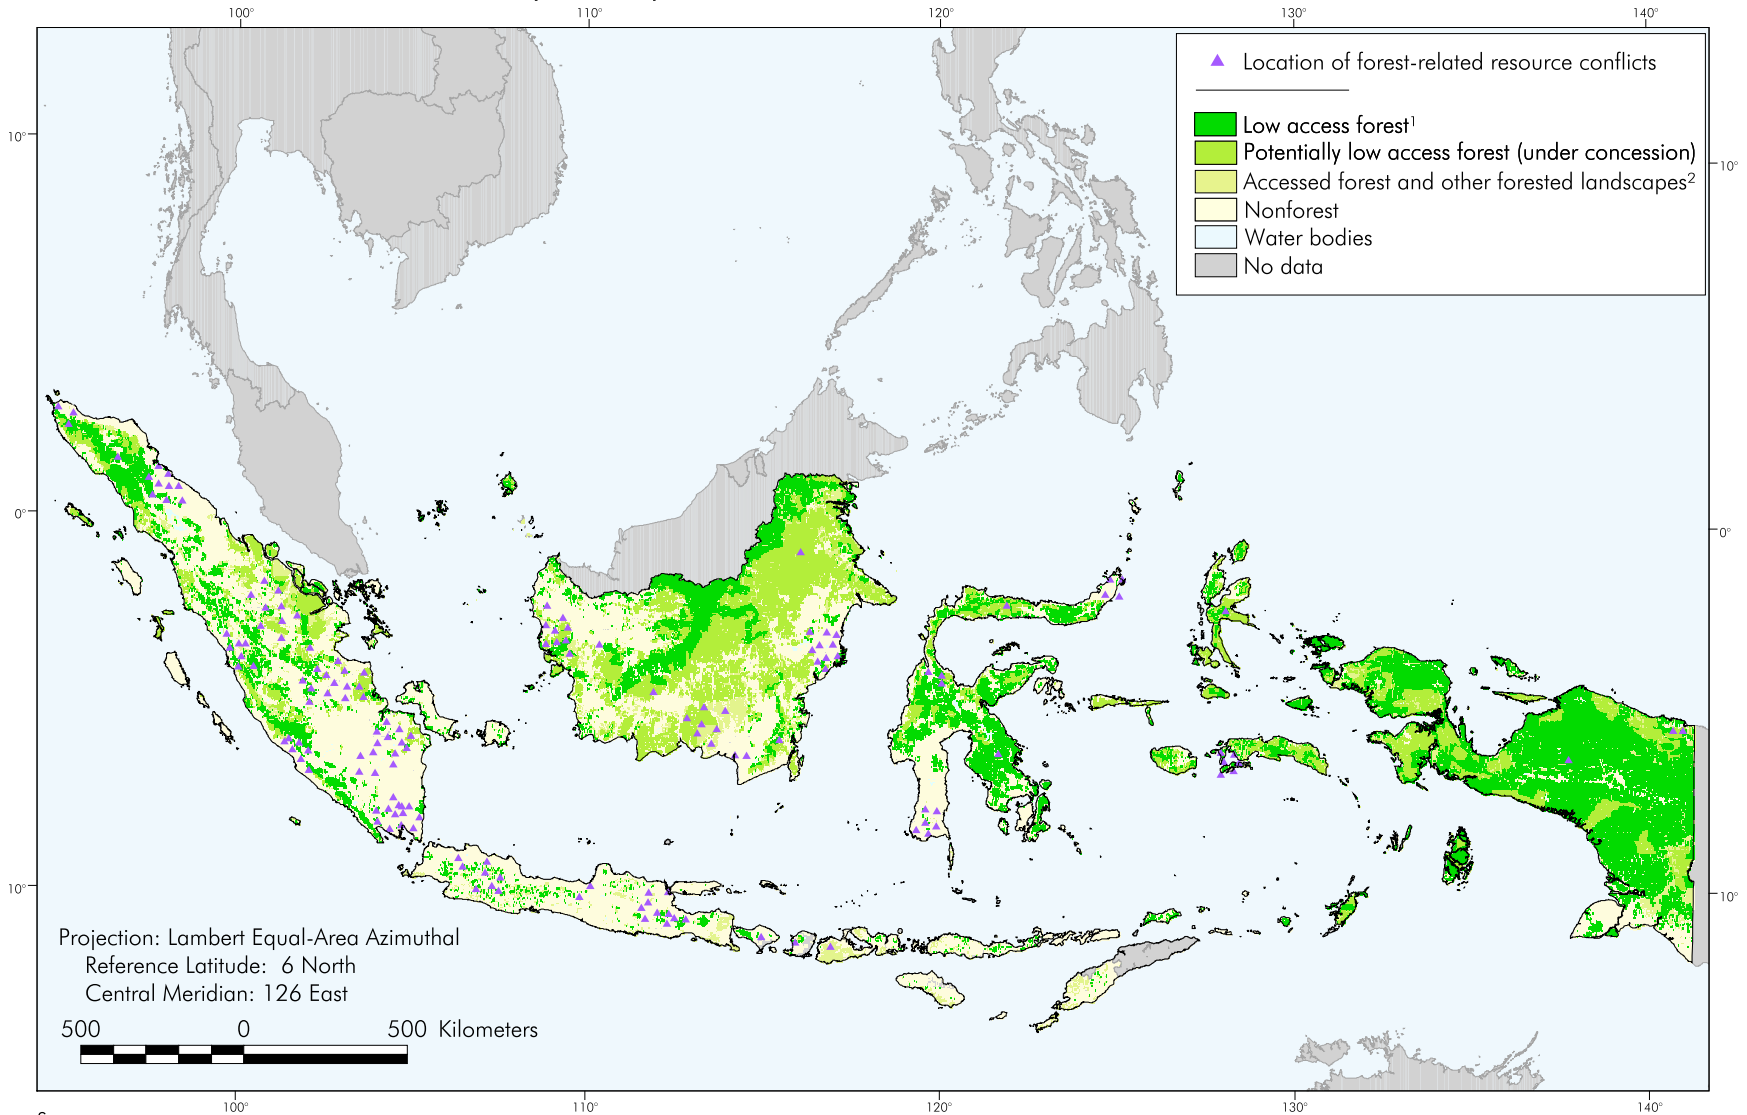 100°
110°
120°
130°
140°
Location of forest-related resource conflicts
Low access forest¹
Potentially low access forest (under concession)
Accessed forest and other forested landscapes²
Nonforest
Water bodies
No data
10°
10°
0°
0°
10°
10°
Projection: Lambert Equal-Area Azimuthal
Reference Latitude: 6 North
Central Meridian: 126 East
500 0 500 Kilometers
100°
110°
120°
130°
140°